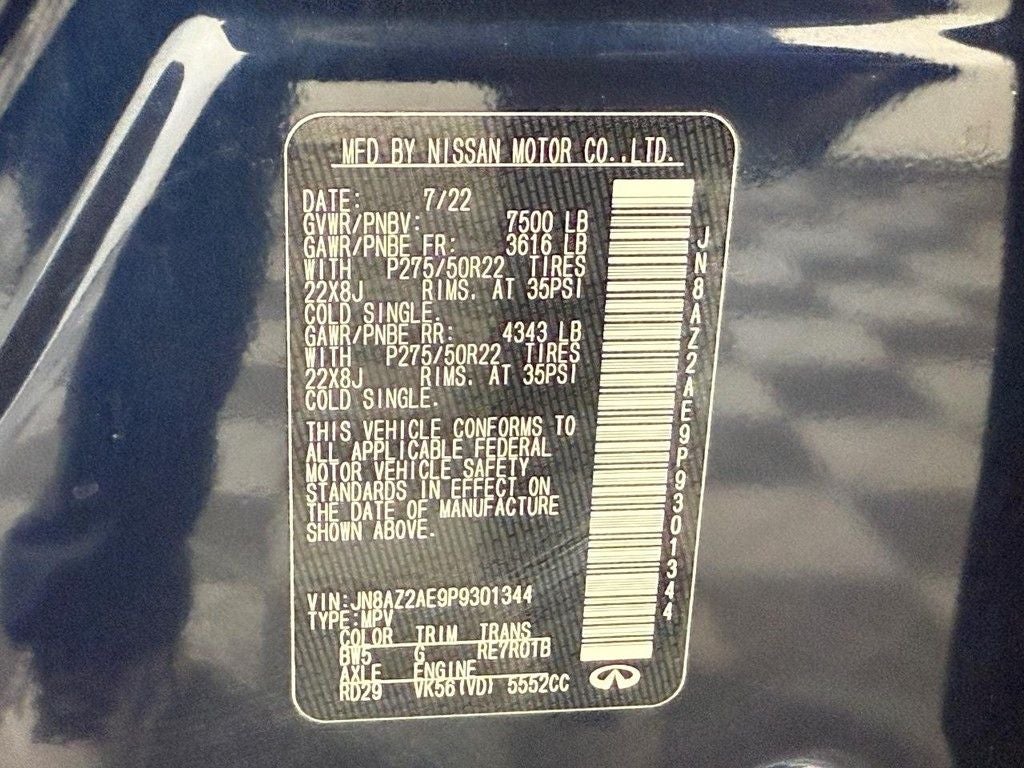 MFD BY NISSAN MOTOR CO.,LTD.
DATE: 7/22
GVWR/PNBV: 7500 LB
GAWR/PNBE FR: 3616 LB
WITH P275/50R22 TIRES
22X8J RIMS. AT 35PSI
COLD SINGLE.
GAWR/PNBE RR: 4343 LB
WITH P275/50R22 TIRES
22X8J RIMS. AT 35PSI
COLD SINGLE.
THIS VEHICLE CONFORMS TO
ALL APPLICABLE FEDERAL
MOTOR VEHICLE SAFETY
STANDARDS IN EFFECT ON
THE DATE OF MANUFACTURE
SHOWN ABOVE.
VIN:JN8AZ2AE9P9301344
TYPE:MPV
COLOR TRIM TRANS
BW5 G RE7R01B
AXLE ENGINE
RD29 VK56(VD) 5552CC
JN8AZ2AE9P9301344